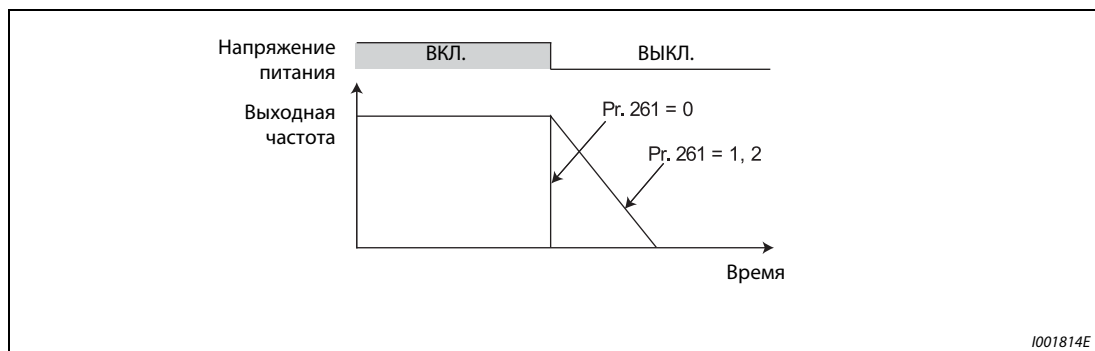 Напряжение
питания
ВКЛ.
ВЫКЛ.
Выходная
частота
Pr. 261 = 0
Pr. 261 = 1, 2
Время
I001814E